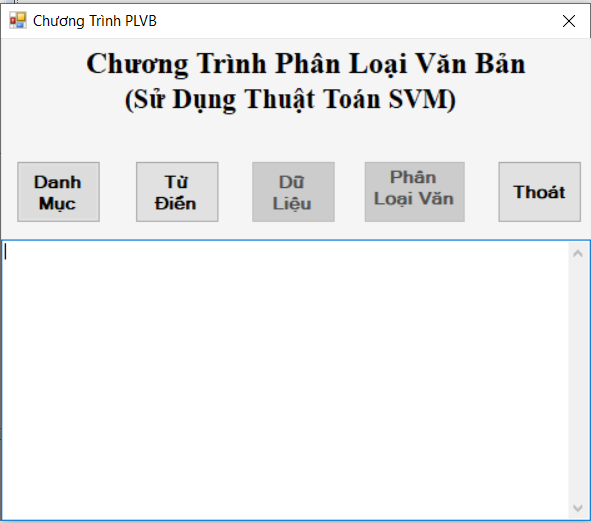 Chương Trình PLVB
Chương Trình Phân Loại Văn Bản
(Sử Dụng Thuật Toán SVM)
Danh
Mục
Từ
Điển
Dữ
Liệu
Phân
Loại Văn
Thoát